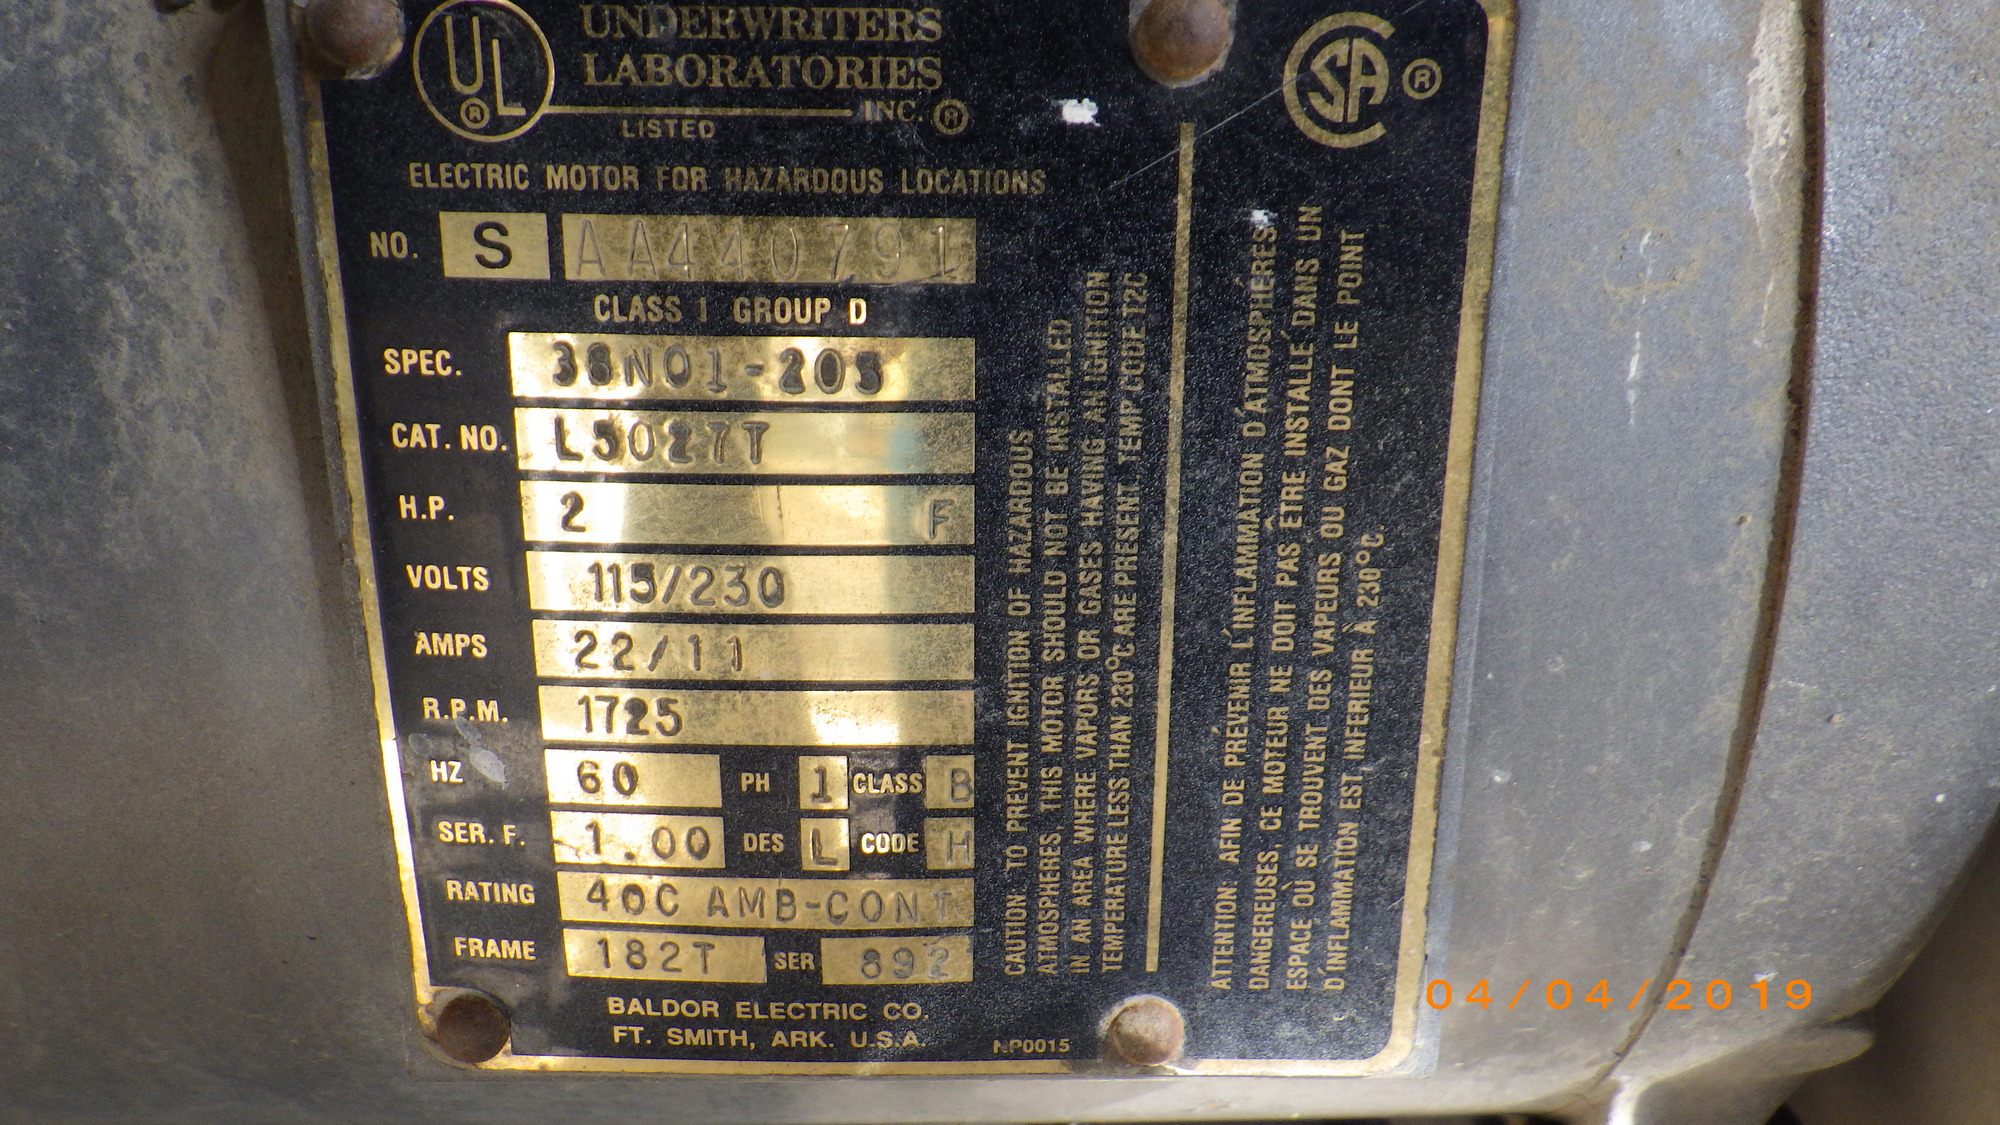 UL ®
UNDERWRITERS
LABORATORIES
INC. ®
LISTED
CSA ®
ELECTRIC MOTOR FOR HAZARDOUS LOCATIONS
NO. S AA440791
CLASS I GROUP D
SPEC. 36N01-203
CAT. NO. L5027T
H.P. 2 F
VOLTS 115/230
AMPS 22/11
R.P.M. 1725
HZ 60 PH 1 CLASS B
SER. F. 1.00 DES L CODE H
RATING 40C AMB-CONT
FRAME 182T SER 892
BALDOR ELECTRIC CO.
FT. SMITH, ARK. U.S.A.
NP0015
CAUTION: TO PREVENT IGNITION OF HAZARDOUS
ATMOSPHERES, THIS MOTOR SHOULD NOT BE INSTALLED
IN AN AREA WHERE VAPORS OR GASES HAVING AN IGNITION
TEMPERATURE LESS THAN 230°C ARE PRESENT. TEMP CODE T2C
ATTENTION: AFIN DE PRÉVENIR L'INFLAMMATION D'ATMOSPHÈRES
DANGEREUSES, CE MOTEUR NE DOIT PAS ÊTRE INSTALLÉ DANS UN
ESPACE OÙ SE TROUVENT DES VAPEURS OU GAZ DONT LE POINT
D'INFLAMMATION EST INFERIEUR À 230°C.
04/04/2019